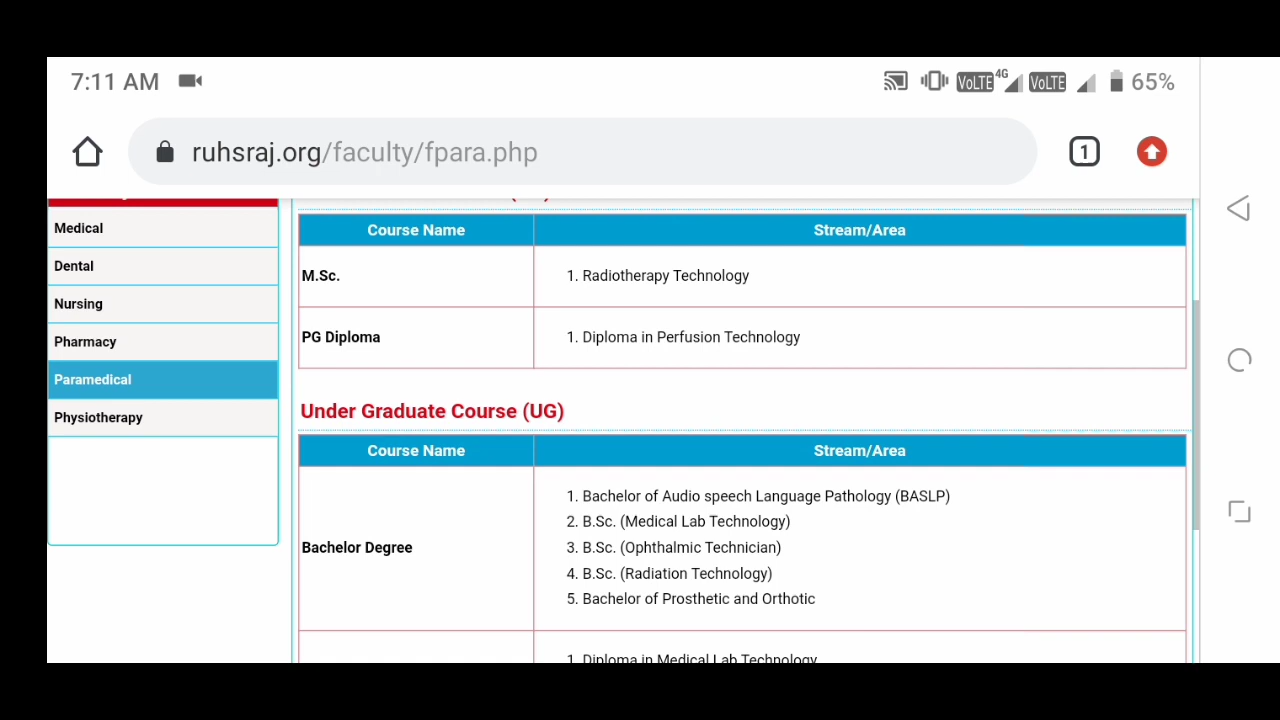 7:11 AM
VoLTE 4G VoLTE 65%
ruhsraj.org/faculty/fpara.php
1
Medical
Dental
Nursing
Pharmacy
Paramedical
Physiotherapy
Course Name Stream/Area
M.Sc. 1. Radiotherapy Technology
PG Diploma 1. Diploma in Perfusion Technology
Under Graduate Course (UG)
Course Name Stream/Area
1. Bachelor of Audio speech Language Pathology (BASLP)
2. B.Sc. (Medical Lab Technology)
Bachelor Degree 3. B.Sc. (Ophthalmic Technician)
4. B.Sc. (Radiation Technology)
5. Bachelor of Prosthetic and Orthotic
1. Diploma in Medical Lab Technology